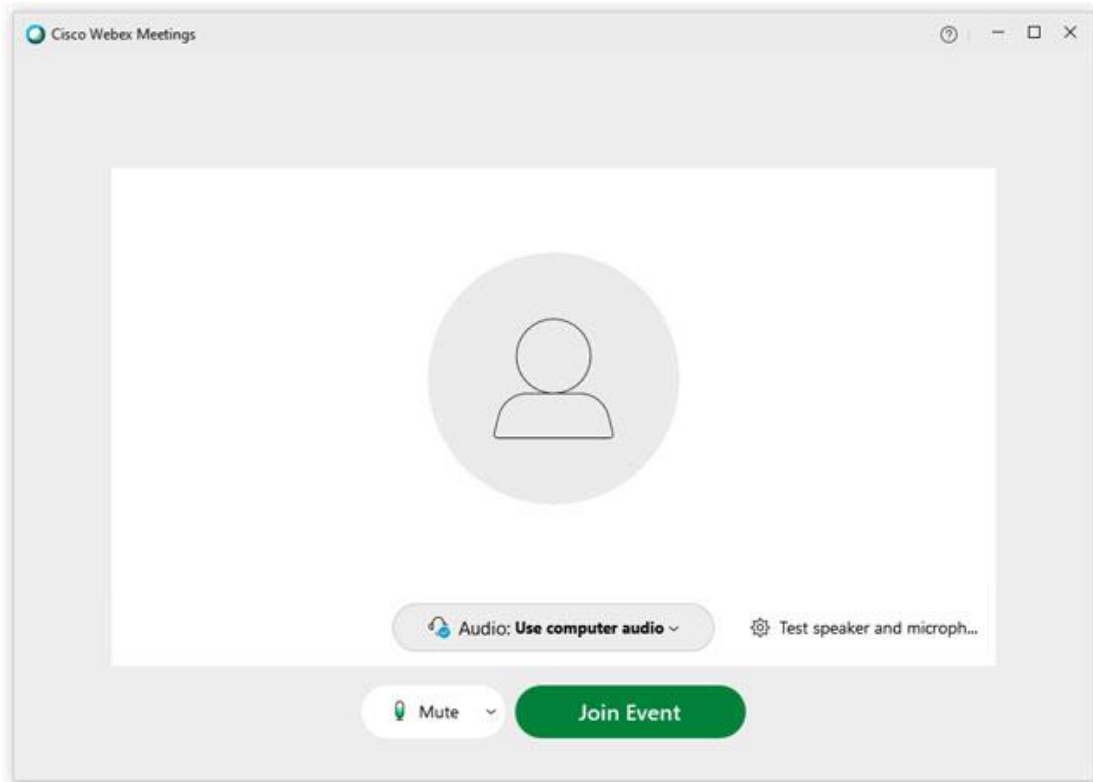 Cisco Webex Meetings
Audio: Use computer audio
Test speaker and microph...
Mute
Join Event